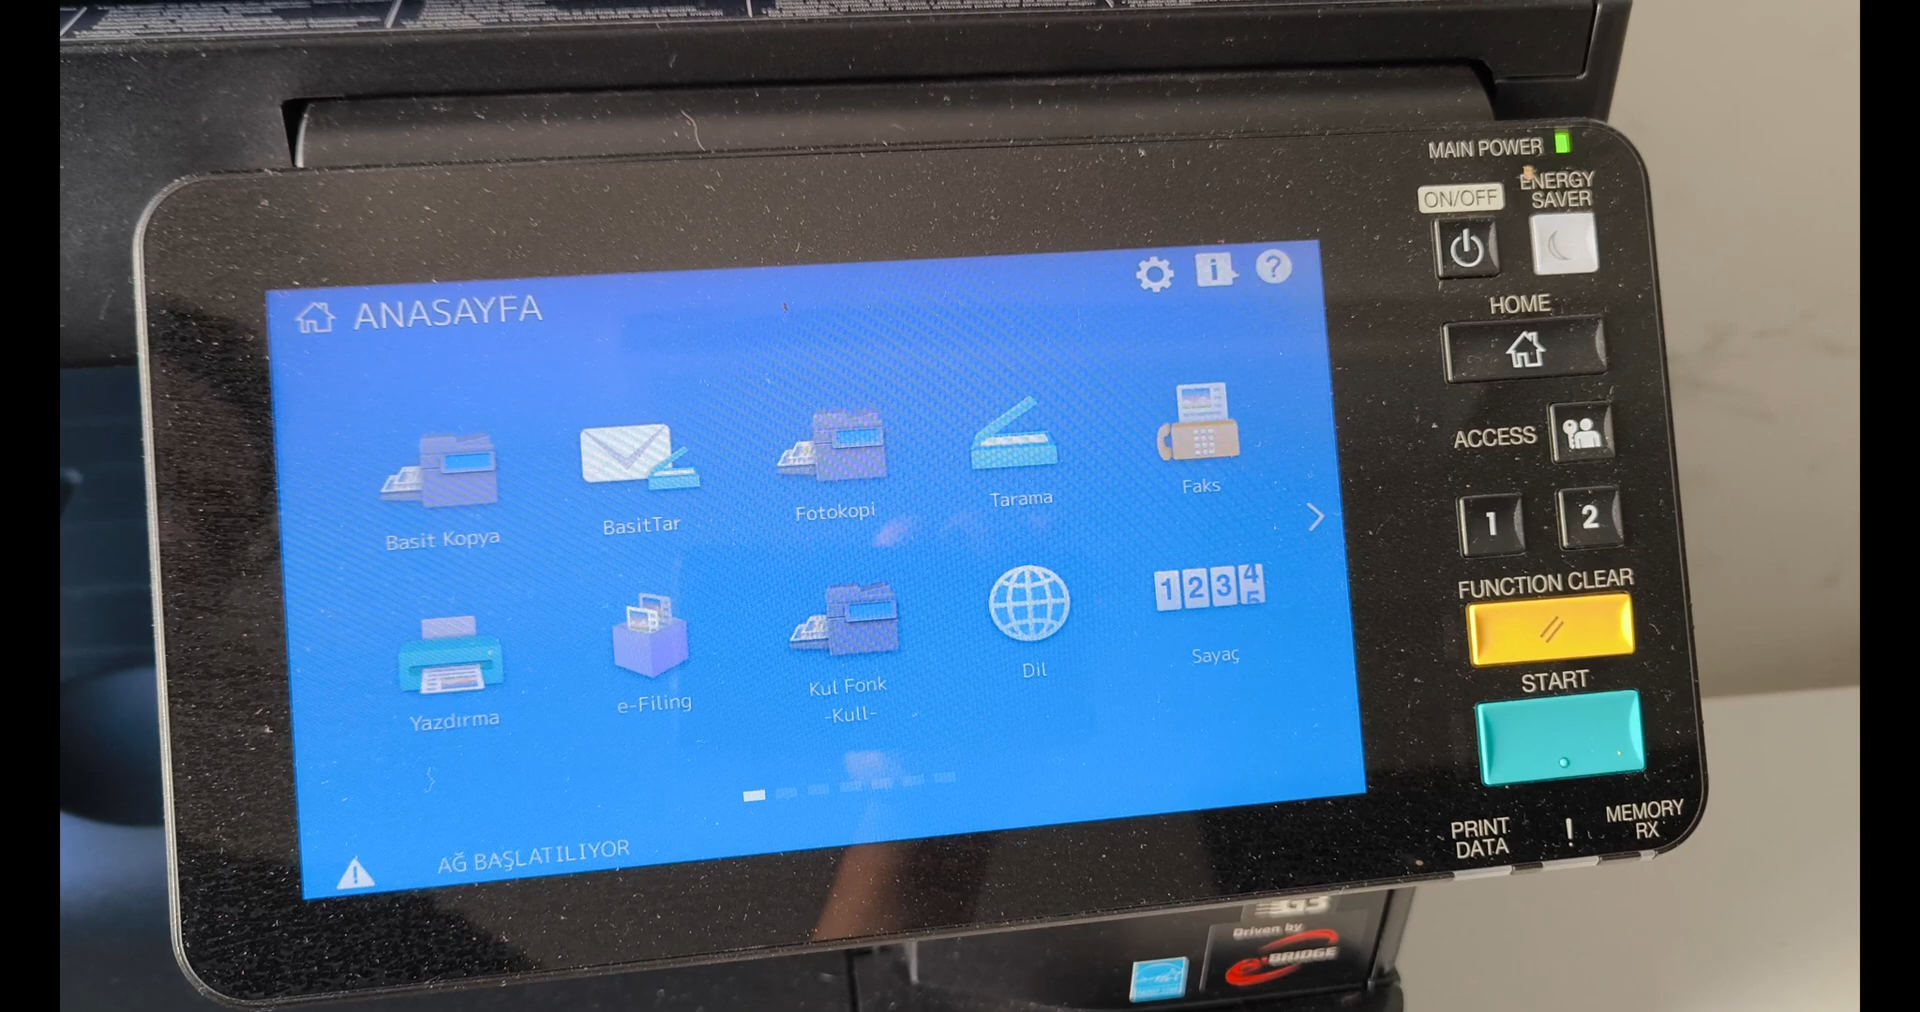 MAIN POWER
ON/OFF
ENERGY
SAVER
ANASAYFA
i
?
HOME
Basit Kopya
BasitTar
Fotokopi
Tarama
Faks
ACCESS
1
2
Yazdırma
e-Filing
Kul Fonk
-Kull-
Dil
1234
5
Sayaç
FUNCTION CLEAR
START
AĞ BAŞLATILIYOR
PRINT
DATA
!
MEMORY
RX
Driven by
e-BRIDGE